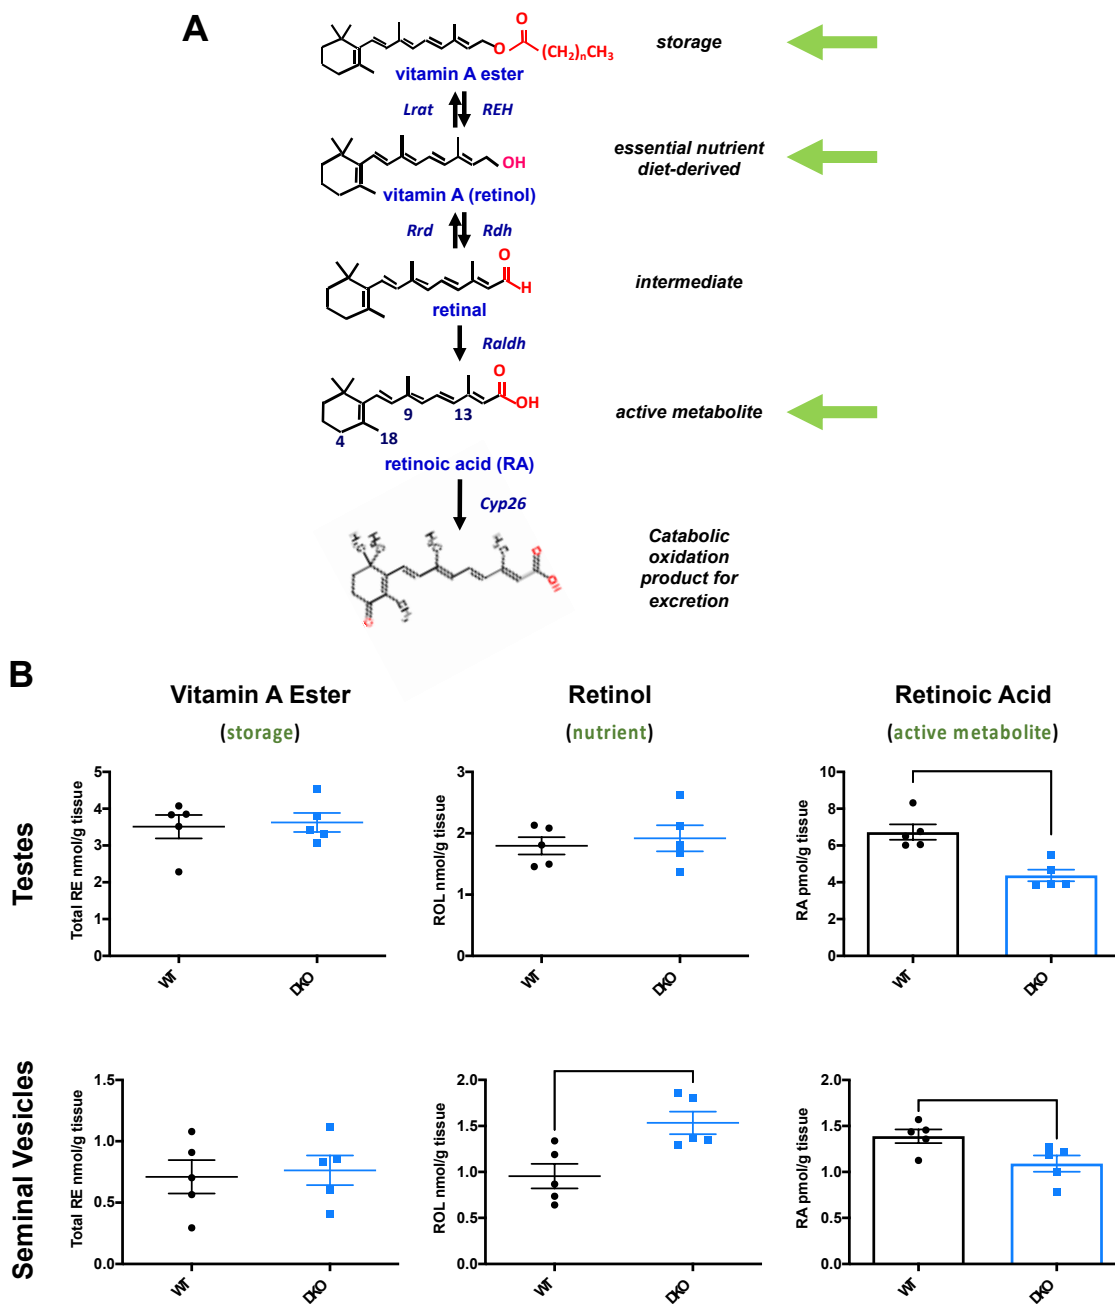 A
O
O
(CH2)nCH3
storage
vitamin A ester
Lrat
REH
OH
essential nutrient
diet-derived
vitamin A (retinol)
Rrd
Rdh
O
H
intermediate
retinal
Raldh
O
OH
9
13
4
18
active metabolite
retinoic acid (RA)
Cyp26
H3C
CH3
CH3
CH3
O
OH
CH3
O
Catabolic
oxidation
product for
excretion
B
Vitamin A Ester
(storage)
Retinol
(nutrient)
Retinoic Acid
(active metabolite)
Testes
Total RE nmol/g tissue
5
4
3
2
1
0
WT
DKO
ROL nmol/g tissue
3
2
1
0
WT
DKO
RA pmol/g tissue
10
8
6
4
2
0
WT
DKO
Seminal Vesicles
Total RE nmol/g tissue
1.5
1.0
0.5
0.0
WT
DKO
ROL nmol/g tissue
2.0
1.5
1.0
0.5
0.0
WT
DKO
RA pmol/g tissue
2.0
1.5
1.0
0.5
0.0
WT
DKO